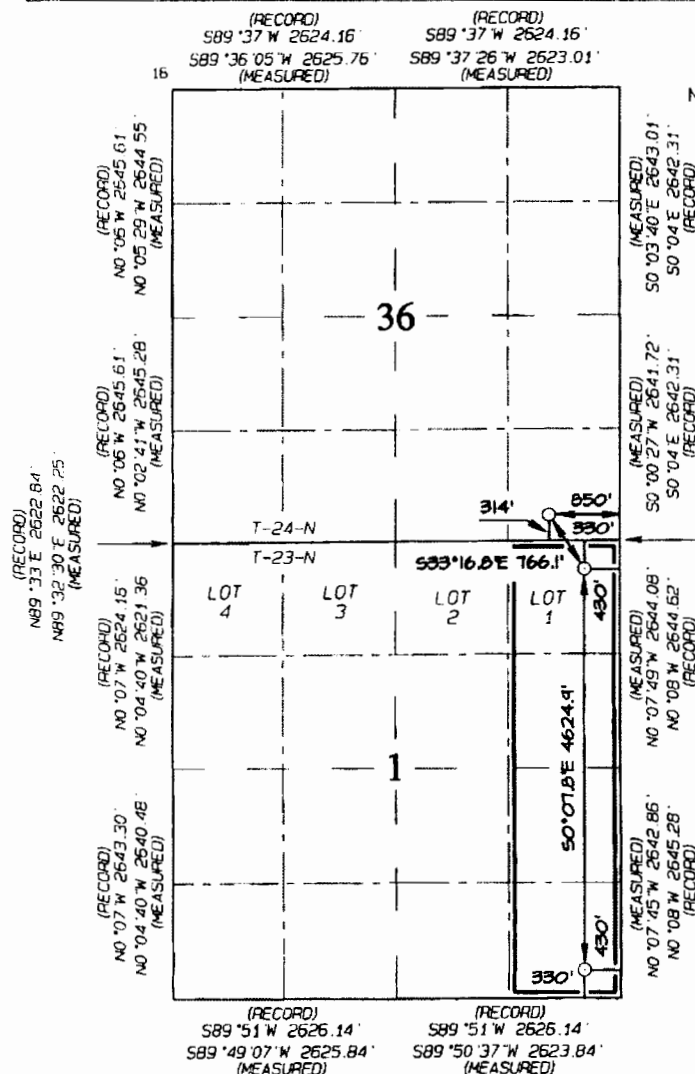 (RECORD)
S89°37'W 2624.16'
S89°36'05"W 2625.76'
(MEASURED)
(RECORD)
S89°37'W 2624.16'
S89°37'26"W 2623.01'
(MEASURED)
16
N
(RECORD)
N0°06'W 2645.61'
N0°05'29"W 2644.55'
(MEASURED)
(MEASURED)
S0°03'40"E 2643.01'
S0°04'E 2642.31'
(RECORD)
36
(RECORD)
N0°06'W 2645.61'
N0°02'41"W 2645.28'
(MEASURED)
(MEASURED)
S0°00'27"W 2641.72'
S0°04'E 2642.31'
(RECORD)
(RECORD)
N89°33'E 2622.84'
N89°32'30"E 2622.25'
(MEASURED)
314'
850'
330'
T-24-N
T-23-N
S33°16.8'E 766.1'
LOT
4
LOT
3
LOT
2
LOT
1
430'
(RECORD)
N0°07'W 2624.15'
N0°04'40"W 2621.36'
(MEASURED)
(MEASURED)
N0°07'49"W 2644.08'
N0°08'W 2644.62'
(RECORD)
S0°07.8'E 4624.9'
1
(RECORD)
N0°07'W 2643.30'
N0°04'40"W 2640.48'
(MEASURED)
(MEASURED)
N0°07'45"W 2642.86'
N0°08'W 2645.28'
(RECORD)
430'
330'
(RECORD)
S89°51'W 2626.14'
S89°49'07"W 2625.84'
(MEASURED)
(RECORD)
S89°51'W 2626.14'
S89°50'37"W 2623.84'
(MEASURED)